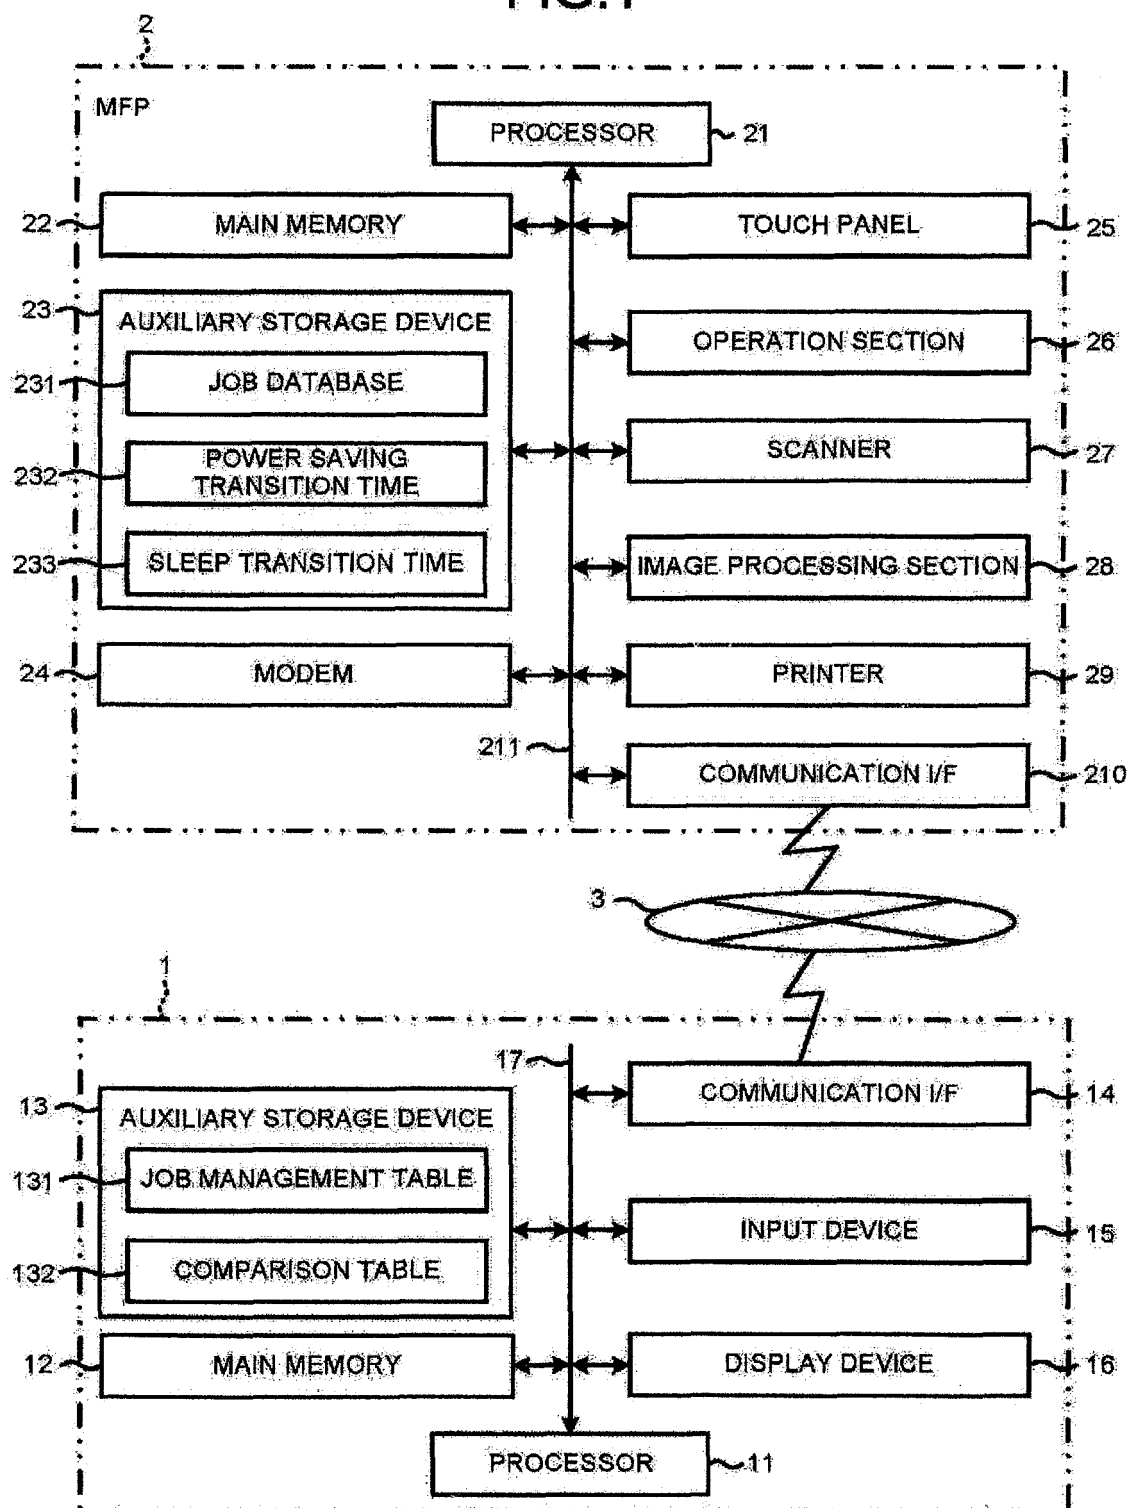 FIG.1
2
MFP
PROCESSOR
21
22
MAIN MEMORY
TOUCH PANEL
25
23
AUXILIARY STORAGE DEVICE
OPERATION SECTION
26
231
JOB DATABASE
232
POWER SAVING
TRANSITION TIME
SCANNER
27
233
SLEEP TRANSITION TIME
IMAGE PROCESSING SECTION
28
24
MODEM
PRINTER
29
211
COMMUNICATION I/F
210
3
1
17
COMMUNICATION I/F
14
13
AUXILIARY STORAGE DEVICE
131
JOB MANAGEMENT TABLE
INPUT DEVICE
15
132
COMPARISON TABLE
12
MAIN MEMORY
DISPLAY DEVICE
16
PROCESSOR
11